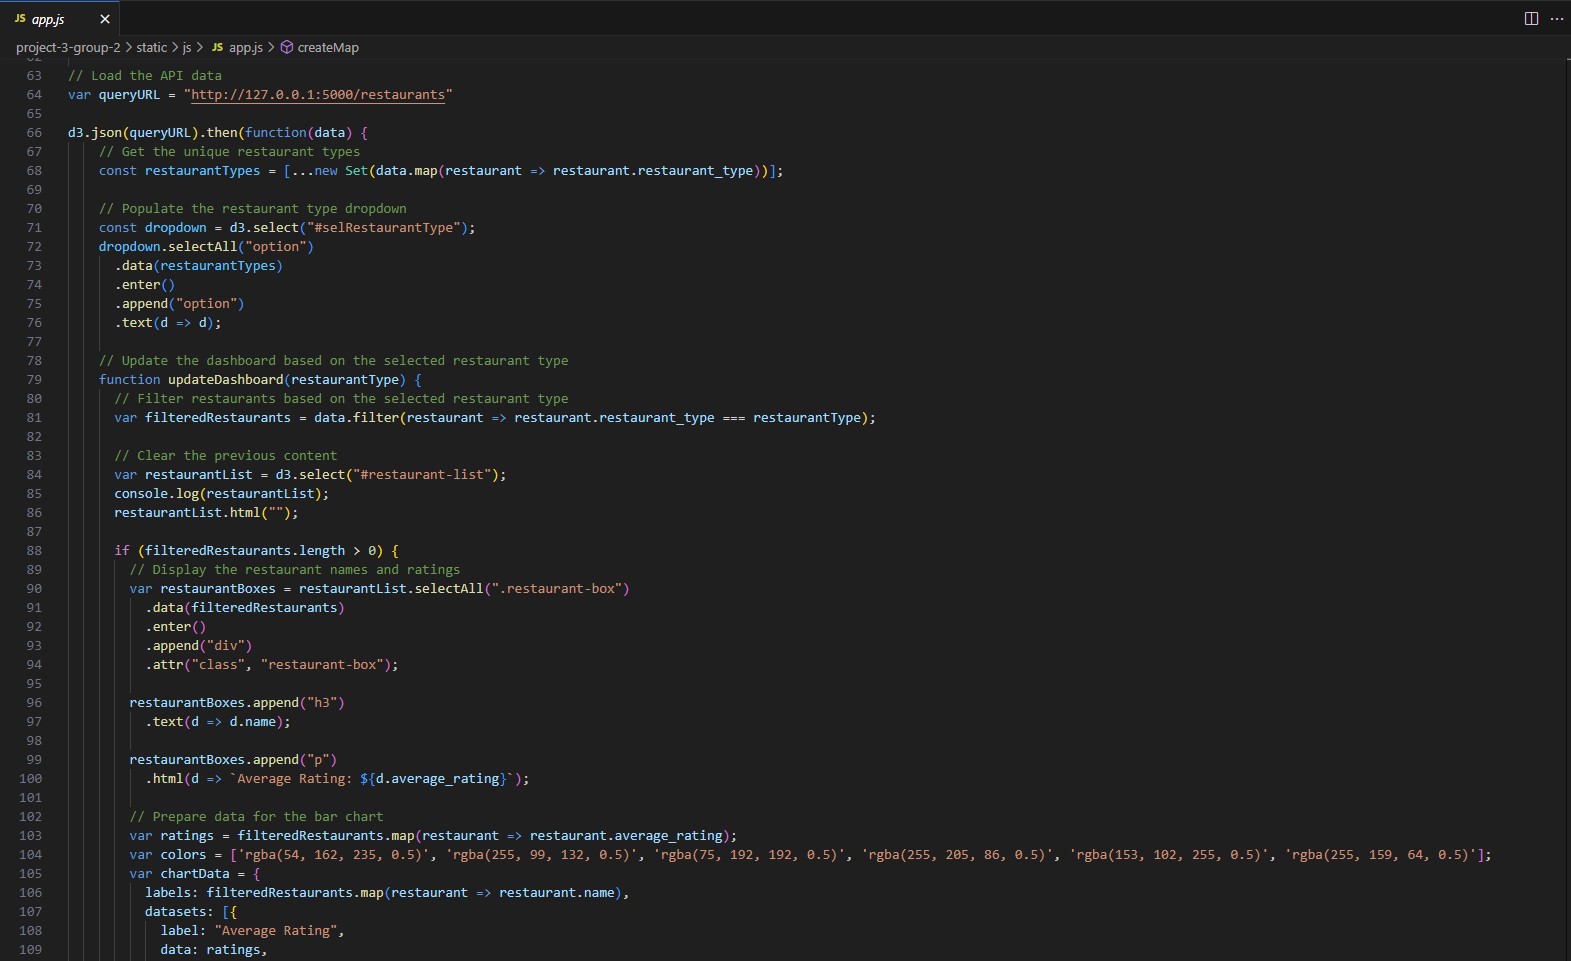 JS app.js ×
project-3-group-2 > static > js > JS app.js > createMap
62
63 // Load the API data
64 var queryURL = "http://127.0.0.1:5000/restaurants"
65
66 d3.json(queryURL).then(function(data) {
67 // Get the unique restaurant types
68 const restaurantTypes = [...new Set(data.map(restaurant => restaurant.restaurant_type))];
69
70 // Populate the restaurant type dropdown
71 const dropdown = d3.select("#selRestaurantType");
72 dropdown.selectAll("option")
73 .data(restaurantTypes)
74 .enter()
75 .append("option")
76 .text(d => d);
77
78 // Update the dashboard based on the selected restaurant type
79 function updateDashboard(restaurantType) {
80 // Filter restaurants based on the selected restaurant type
81 var filteredRestaurants = data.filter(restaurant => restaurant.restaurant_type === restaurantType);
82
83 // Clear the previous content
84 var restaurantList = d3.select("#restaurant-list");
85 console.log(restaurantList);
86 restaurantList.html("");
87
88 if (filteredRestaurants.length > 0) {
89 // Display the restaurant names and ratings
90 var restaurantBoxes = restaurantList.selectAll(".restaurant-box")
91 .data(filteredRestaurants)
92 .enter()
93 .append("div")
94 .attr("class", "restaurant-box");
95
96 restaurantBoxes.append("h3")
97 .text(d => d.name);
98
99 restaurantBoxes.append("p")
100 .html(d => `Average Rating: ${d.average_rating}`);
101
102 // Prepare data for the bar chart
103 var ratings = filteredRestaurants.map(restaurant => restaurant.average_rating);
104 var colors = ['rgba(54, 162, 235, 0.5)', 'rgba(255, 99, 132, 0.5)', 'rgba(75, 192, 192, 0.5)', 'rgba(255, 205, 86, 0.5)', 'rgba(153, 102, 255, 0.5)', 'rgba(255, 159, 64, 0.5)'];
105 var chartData = {
106 labels: filteredRestaurants.map(restaurant => restaurant.name),
107 datasets: [{
108 label: "Average Rating",
109 data: ratings,